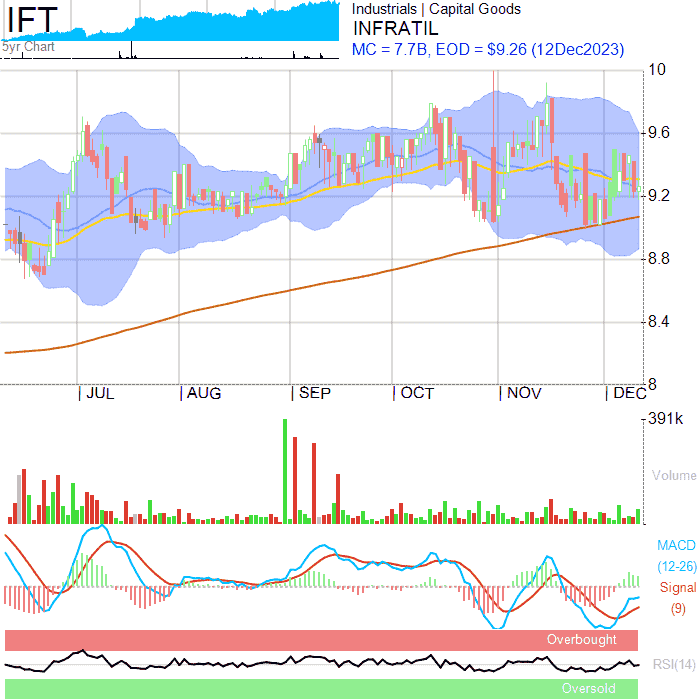 IFT
5yr Chart
Industrials | Capital Goods
INFRATIL
MC = 7.7B, EOD = $9.26 (12Dec2023)
10
9.6
9.2
8.8
8.4
8
| JUL | AUG | SEP | OCT | NOV | DEC
391k
Volume
MACD
(12-26)
Signal
(9)
Overbought
RSI(14)
Oversold